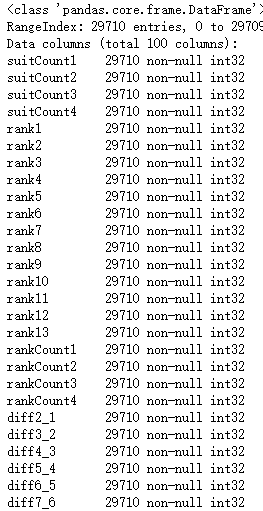 <class 'pandas.core.frame.DataFrame'>
RangeIndex: 29710 entries, 0 to 29709
Data columns (total 100 columns):
suitCount1    29710 non-null int32
suitCount2    29710 non-null int32
suitCount3    29710 non-null int32
suitCount4    29710 non-null int32
rank1         29710 non-null int32
rank2         29710 non-null int32
rank3         29710 non-null int32
rank4         29710 non-null int32
rank5         29710 non-null int32
rank6         29710 non-null int32
rank7         29710 non-null int32
rank8         29710 non-null int32
rank9         29710 non-null int32
rank10        29710 non-null int32
rank11        29710 non-null int32
rank12        29710 non-null int32
rank13        29710 non-null int32
rankCount1    29710 non-null int32
rankCount2    29710 non-null int32
rankCount3    29710 non-null int32
rankCount4    29710 non-null int32
diff2_1       29710 non-null int32
diff3_2       29710 non-null int32
diff4_3       29710 non-null int32
diff5_4       29710 non-null int32
diff6_5       29710 non-null int32
diff7_6       29710 non-null int32